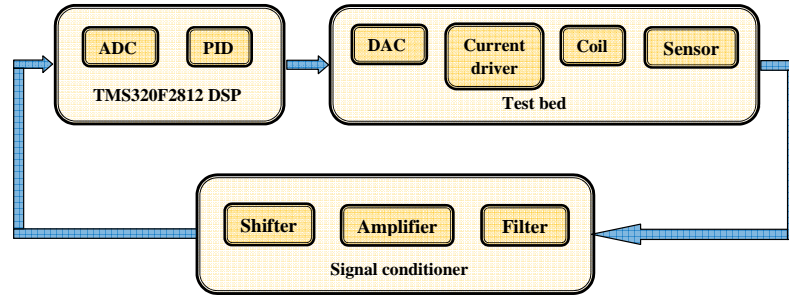 ADC PID
TMS320F2812 DSP
DAC
Current
driver
Coil
Sensor
Test bed
Shifter
Amplifier
Filter
Signal conditioner